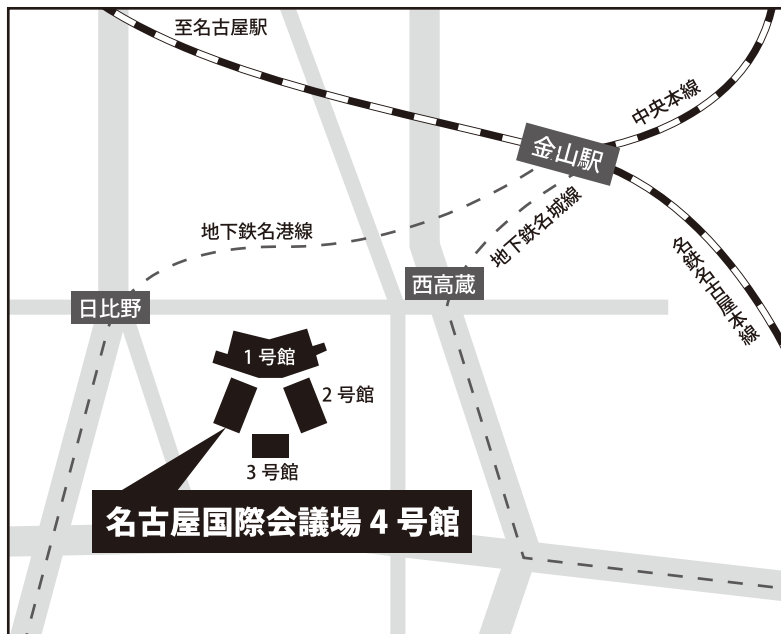 至名古屋駅
中央本線
金山駅
地下鉄名港線
地下鉄名城線
名鉄名古屋本線
西高蔵
日比野
1 号館
2 号館
3 号館
名古屋国際会議場 4 号館